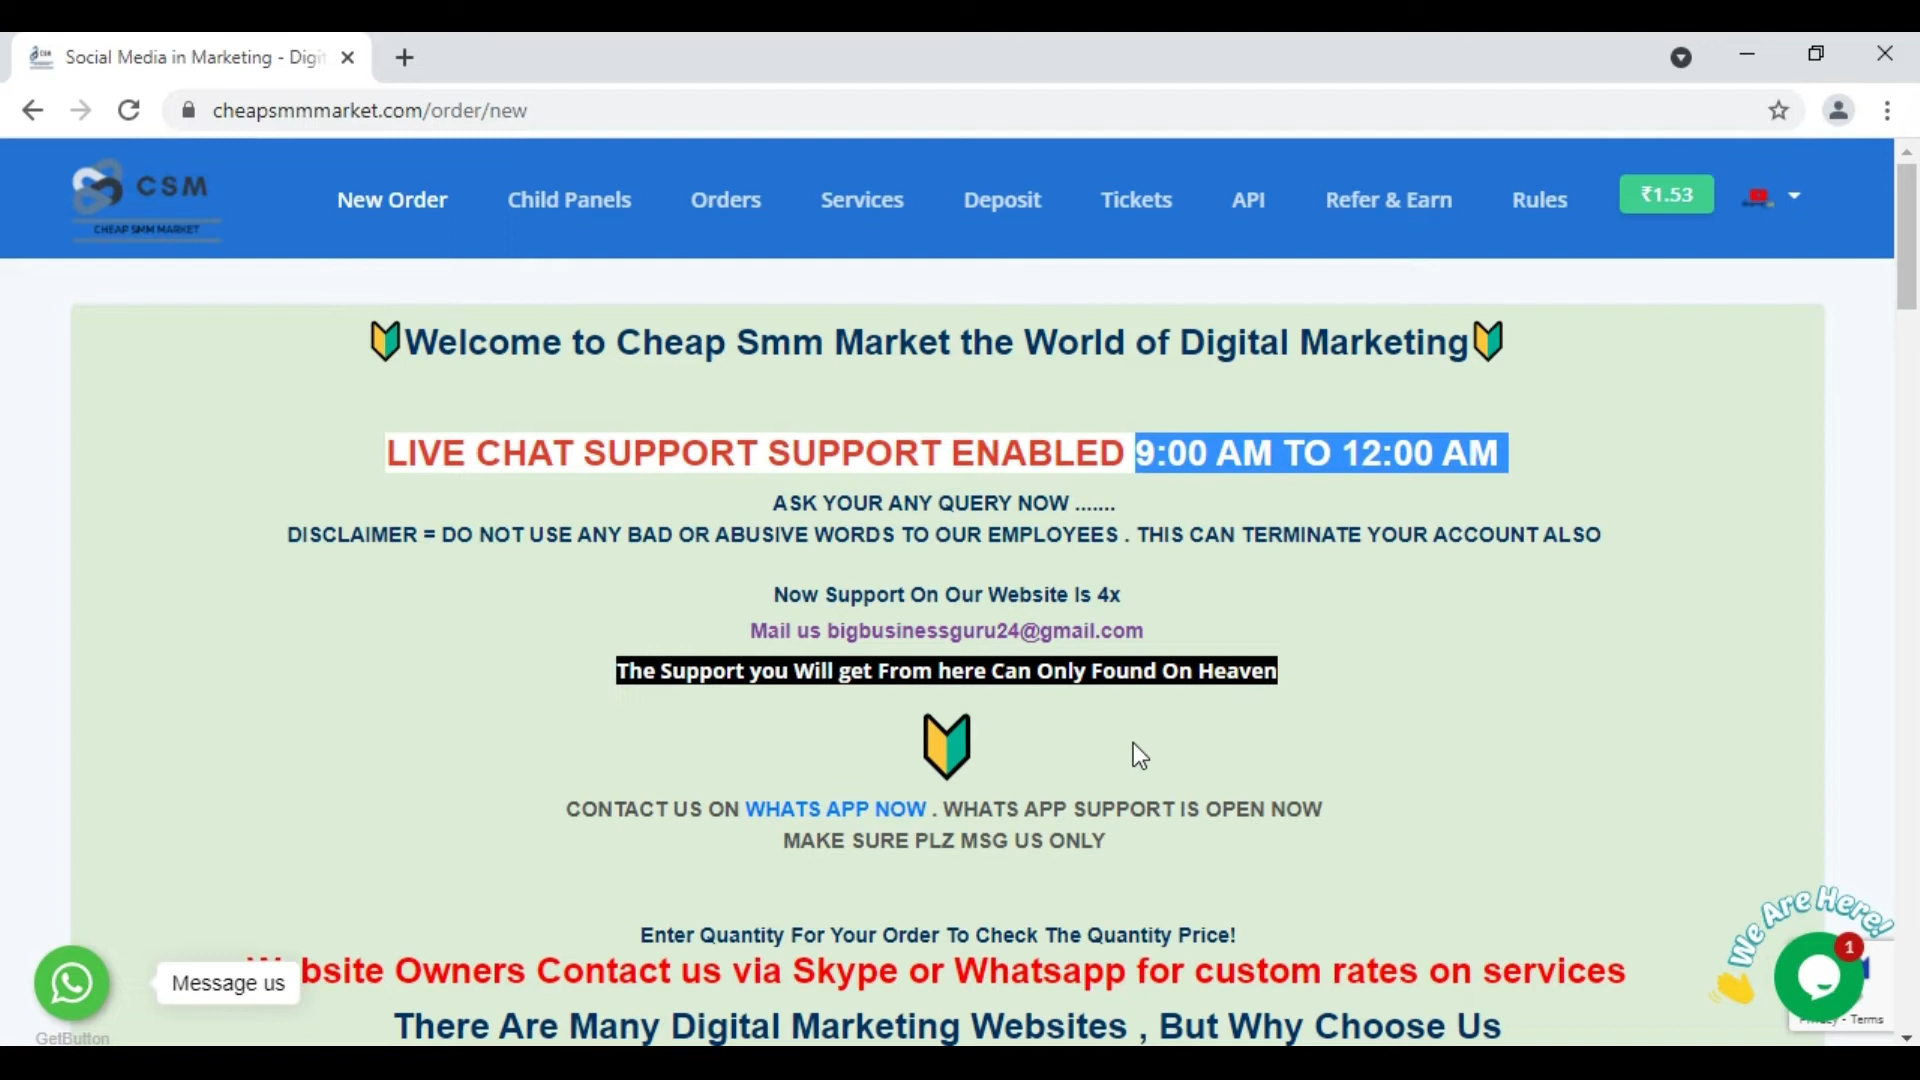 Social Media in Marketing - Digit
cheapsmmmarket.com/order/new
CSM
CHEAP SMM MARKET
New Order
Child Panels
Orders
Services
Deposit
Tickets
API
Refer & Earn
Rules
₹1.53
Welcome to Cheap Smm Market the World of Digital Marketing
LIVE CHAT SUPPORT SUPPORT ENABLED 9:00 AM TO 12:00 AM
ASK YOUR ANY QUERY NOW .......
DISCLAIMER = DO NOT USE ANY BAD OR ABUSIVE WORDS TO OUR EMPLOYEES . THIS CAN TERMINATE YOUR ACCOUNT ALSO
Now Support On Our Website Is 4x
Mail us bigbusinessguru24@gmail.com
The Support you Will get From here Can Only Found On Heaven
CONTACT US ON WHATS APP NOW . WHATS APP SUPPORT IS OPEN NOW
MAKE SURE PLZ MSG US ONLY
We Are Here!
1
Enter Quantity For Your Order To Check The Quantity Price!
bsite Owners Contact us via Skype or Whatsapp for custom rates on services
Message us
There Are Many Digital Marketing Websites , But Why Choose Us
GetButton
- Terms